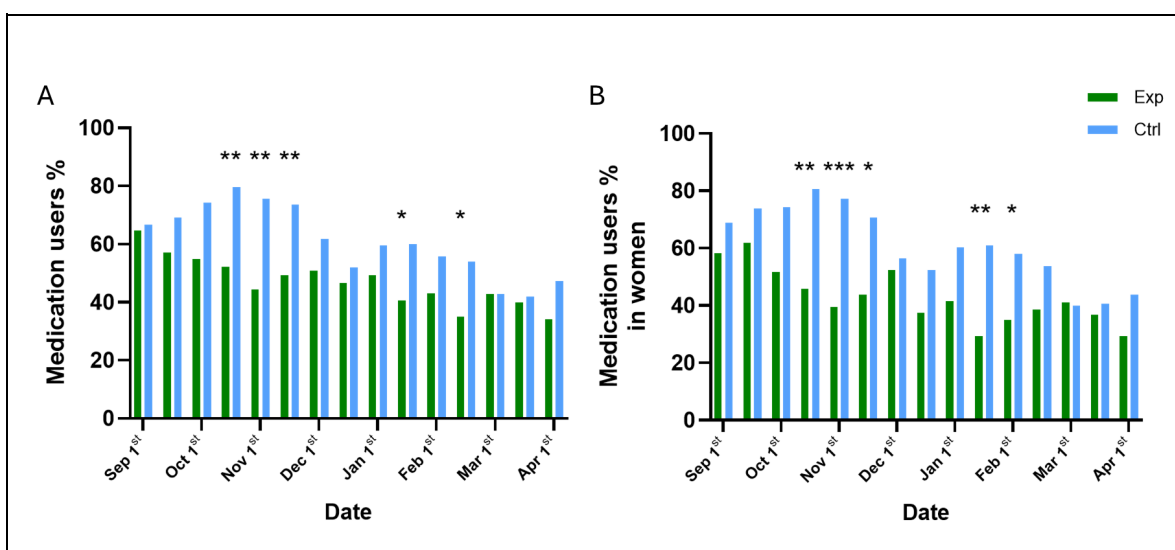 A
Medication users %
100
80
60
40
20
0
** ** **
* *
Sep 1st
Oct 1st
Nov 1st
Dec 1st
Jan 1st
Feb 1st
Mar 1st
Apr 1st
Date
B
Exp
Ctrl
Medication users %
in women
100
80
60
40
20
0
** *** *
** *
Sep 1st
Oct 1st
Nov 1st
Dec 1st
Jan 1st
Feb 1st
Mar 1st
Apr 1st
Date